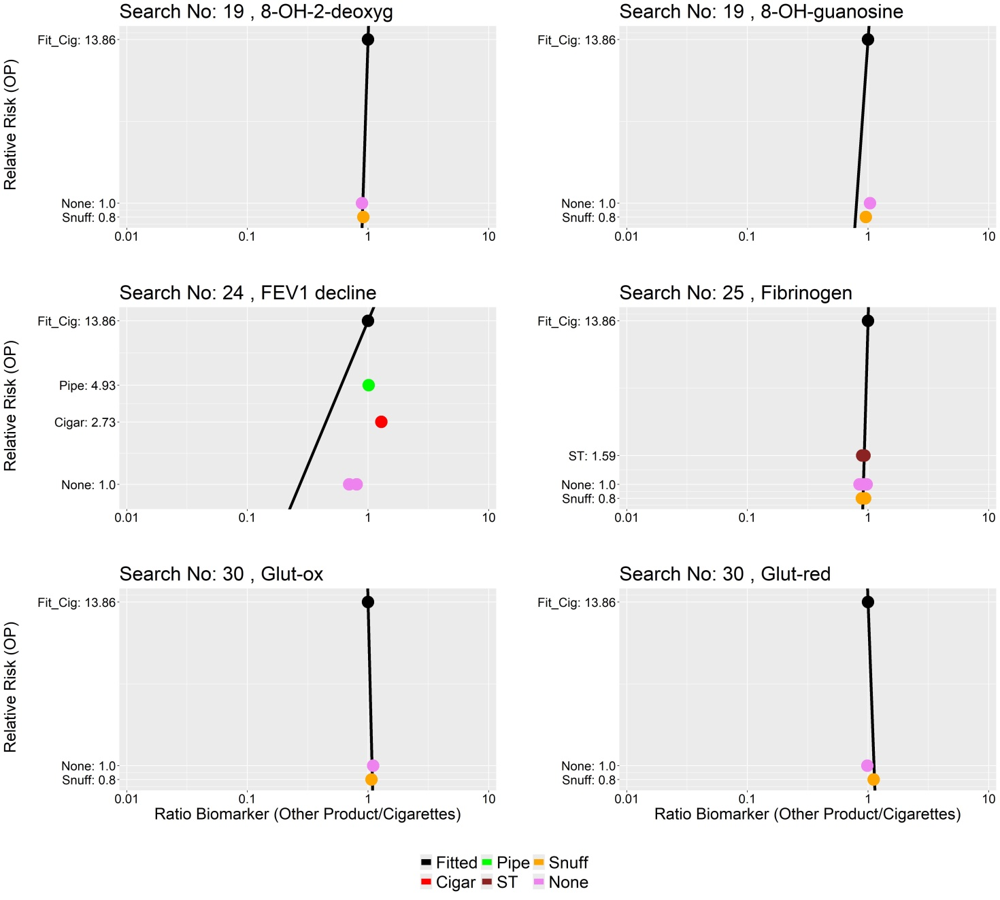 Search No: 19 , 8-OH-2-deoxyg
Relative Risk (OP)
Fit_Cig: 13.86
None: 1.0
Snuff: 0.8
0.01 0.1 1 10
Search No: 19 , 8-OH-guanosine
Fit_Cig: 13.86
None: 1.0
Snuff: 0.8
0.01 0.1 1 10
Search No: 24 , FEV1 decline
Relative Risk (OP)
Fit_Cig: 13.86
Pipe: 4.93
Cigar: 2.73
None: 1.0
0.01 0.1 1 10
Search No: 25 , Fibrinogen
Fit_Cig: 13.86
ST: 1.59
None: 1.0
Snuff: 0.8
0.01 0.1 1 10
Search No: 30 , Glut-ox
Relative Risk (OP)
Fit_Cig: 13.86
None: 1.0
Snuff: 0.8
0.01 0.1 1 10
Ratio Biomarker (Other Product/Cigarettes)
Search No: 30 , Glut-red
Fit_Cig: 13.86
None: 1.0
Snuff: 0.8
0.01 0.1 1 10
Ratio Biomarker (Other Product/Cigarettes)
Fitted Pipe Snuff
Cigar ST None